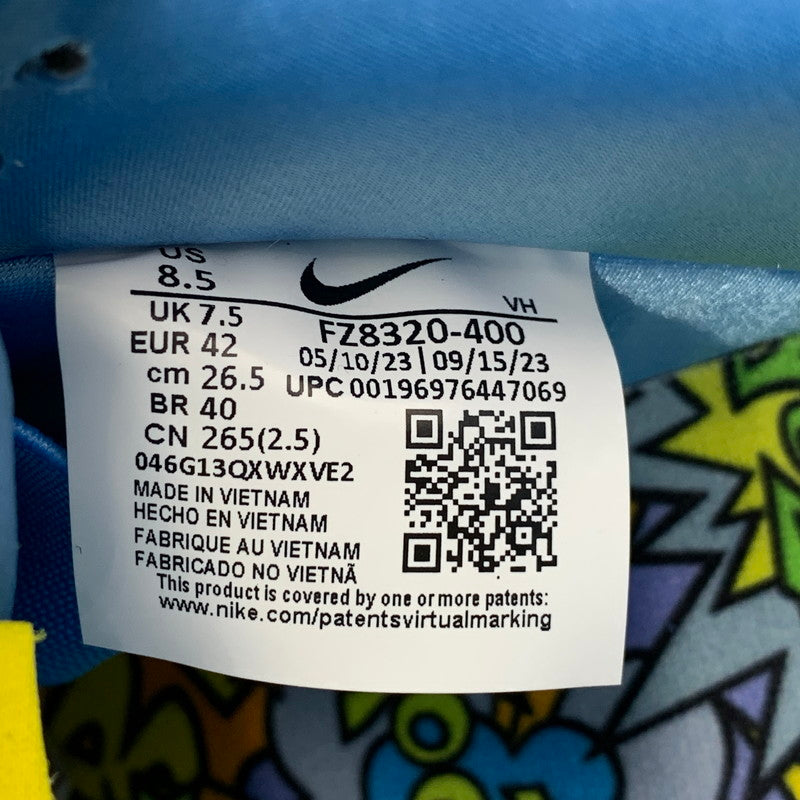 US
8.5
VH
UK 7.5
FZ8320-400
EUR 42
05/10/23 | 09/15/23
cm 26.5
UPC 00196976447069
BR 40
CN 265(2.5)
046G13QXWXVE2
MADE IN VIETNAM
HECHO EN VIETNAM
FABRIQUE AU VIETNAM
FABRICADO NO VIETNÃ
This product is covered by one or more patents:
www.nike.com/patentsvirtualmarking